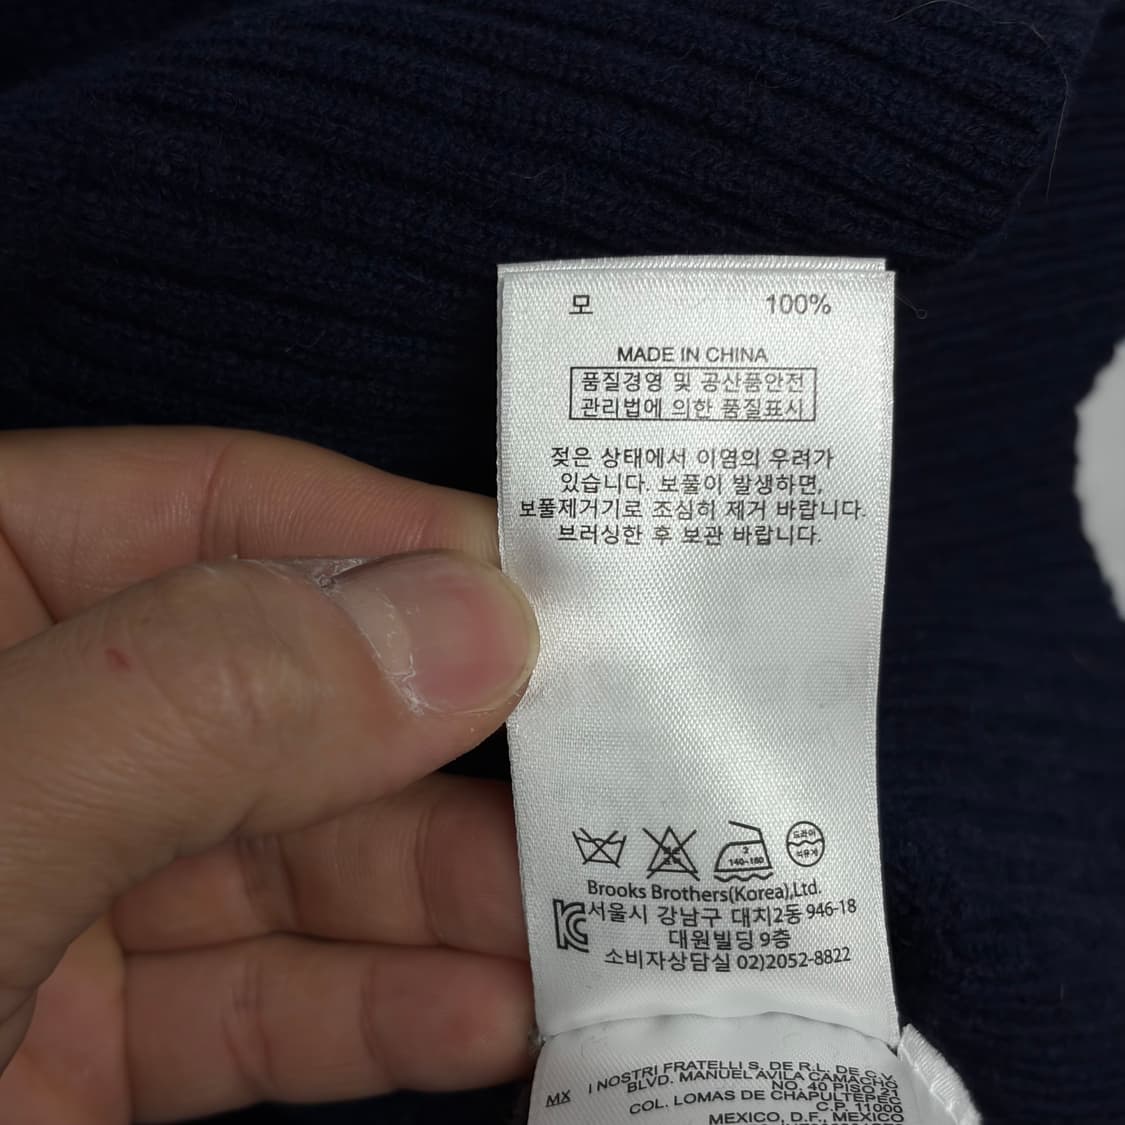 모 100%
MADE IN CHINA
품질경영 및 공산품안전
관리법에 의한 품질표시
젖은 상태에서 이염의 우려가
있습니다. 보풀이 발생하면,
보풀제거기로 조심히 제거 바랍니다.
브러싱한 후 보관 바랍니다.
2
140~160
드라이
석유계
Brooks Brothers(Korea),Ltd.
서울시 강남구 대치2동 946-18
대원빌딩 9층
소비자상담실 02)2052-8822
I NOSTRI FRATELLI S. DE R.L. DE C.V.
BLVD. MANUEL AVILA CAMACHO
NO. 40 PISO 21
MX COL. LOMAS DE CHAPULTEPEC
C.P. 11000
MEXICO, D.F., MEXICO